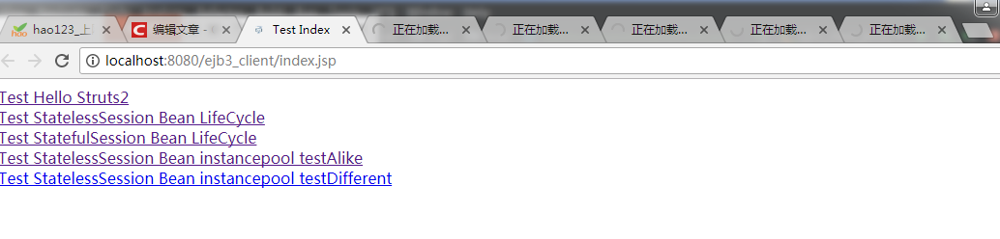 hao123_上 编辑文章 - Test Index 正在加载... 正在加载... 正在加载... 正在加载... 正在加载...
localhost:8080/ejb3_client/index.jsp
Test Hello Struts2
Test StatelessSession Bean LifeCycle
Test StatefulSession Bean LifeCycle
Test StatelessSession Bean instancepool testAlike
Test StatelessSession Bean instancepool testDifferent